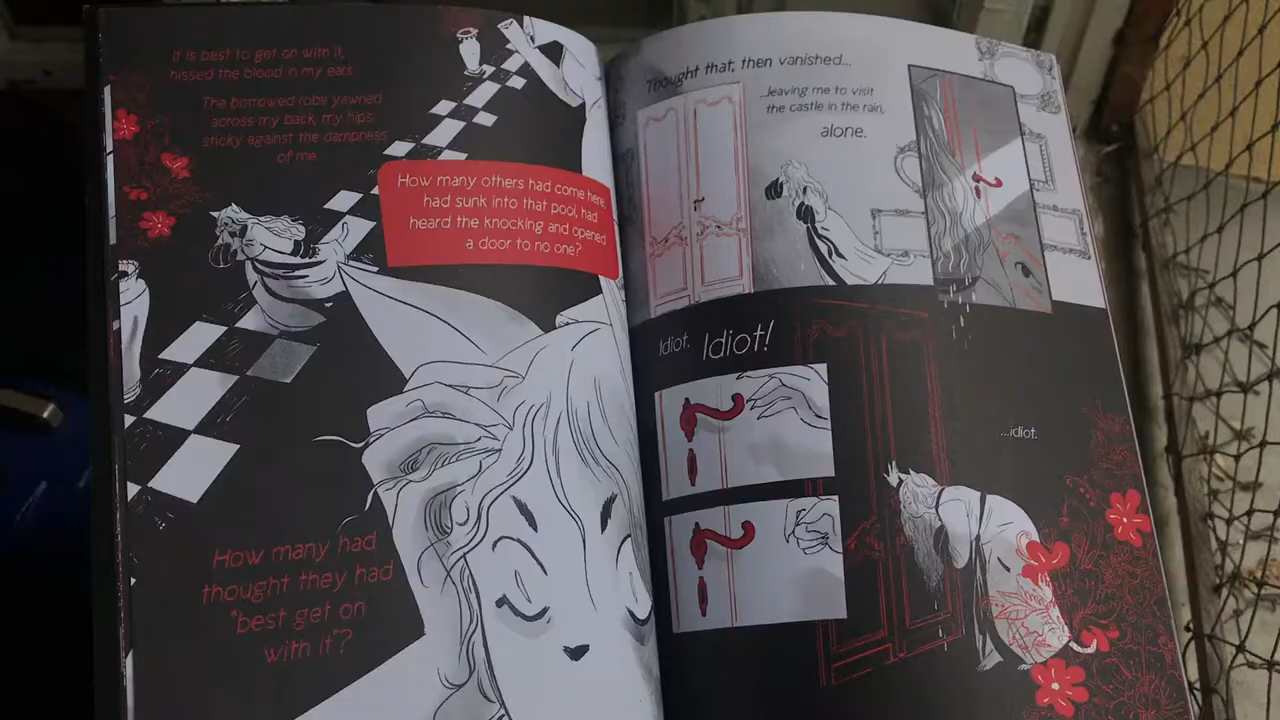 It is best to get on with it,
hissed the blood in my ears.
The borrowed robe yawned
across my back, my hips
sticky against the dampness
of me.
How many others had come here,
had sunk into that pool, had
heard the knocking and opened
a door to no one?
How many had
thought they had
"best get on
with it"?
Thought that, then vanished...
...leaving me to visit
the castle in the rain,
alone.
Idiot. Idiot!
...idiot.